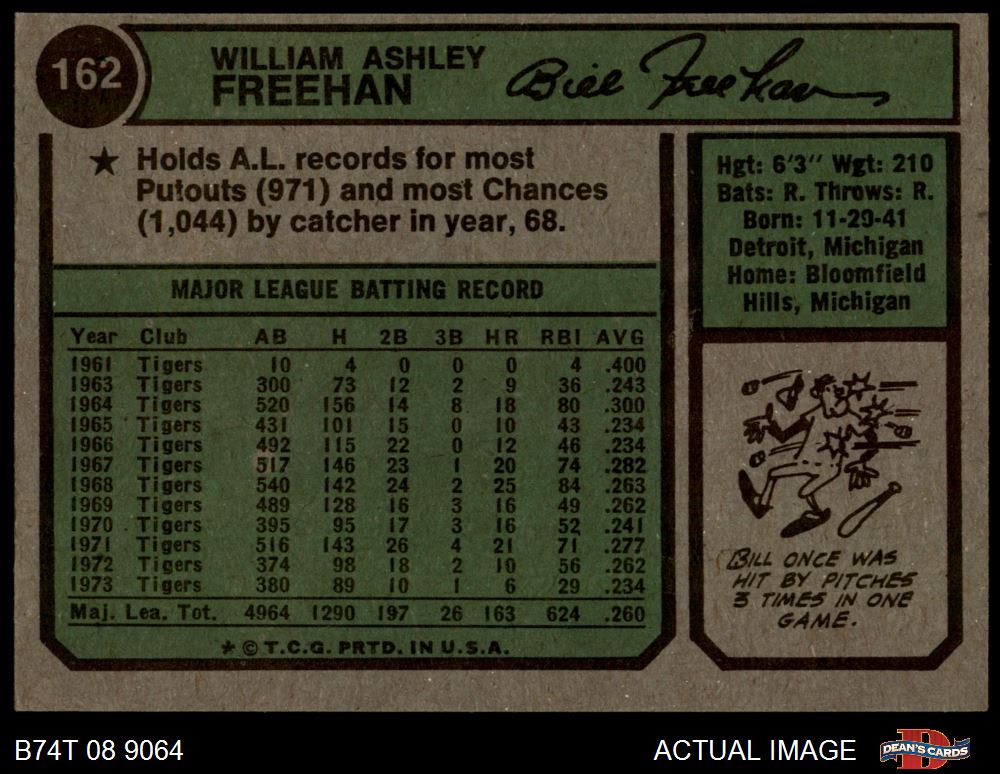 162
WILLIAM ASHLEY
FREEHAN
Bill Freehan
★ Holds A.L. records for most
Putouts (971) and most Chances
(1,044) by catcher in year, 68.
Hgt: 6'3" Wgt: 210
Bats: R. Throws: R.
Born: 11-29-41
Detroit, Michigan
Home: Bloomfield
Hills, Michigan
MAJOR LEAGUE BATTING RECORD
Year Club AB H 2B 3B HR RBI AVG
1961 Tigers 10 4 0 0 0 4 .400
1963 Tigers 300 73 12 2 9 36 .243
1964 Tigers 520 156 14 8 18 80 .300
1965 Tigers 431 101 15 0 10 43 .234
1966 Tigers 492 115 22 0 12 46 .234
1967 Tigers 517 146 23 1 20 74 .282
1968 Tigers 540 142 24 2 25 84 .263
1969 Tigers 489 128 16 3 16 49 .262
1970 Tigers 395 95 17 3 16 52 .241
1971 Tigers 516 143 26 4 21 71 .277
1972 Tigers 374 98 18 2 10 56 .262
1973 Tigers 380 89 10 1 6 29 .234
Maj. Lea. Tot. 4964 1290 197 26 163 624 .260
* © T.C.G. PRTD. IN U.S.A.
BILL ONCE WAS
HIT BY PITCHES
3 TIMES IN ONE
GAME.
B74T 08 9064
ACTUAL IMAGE
DEAN'S CARDS